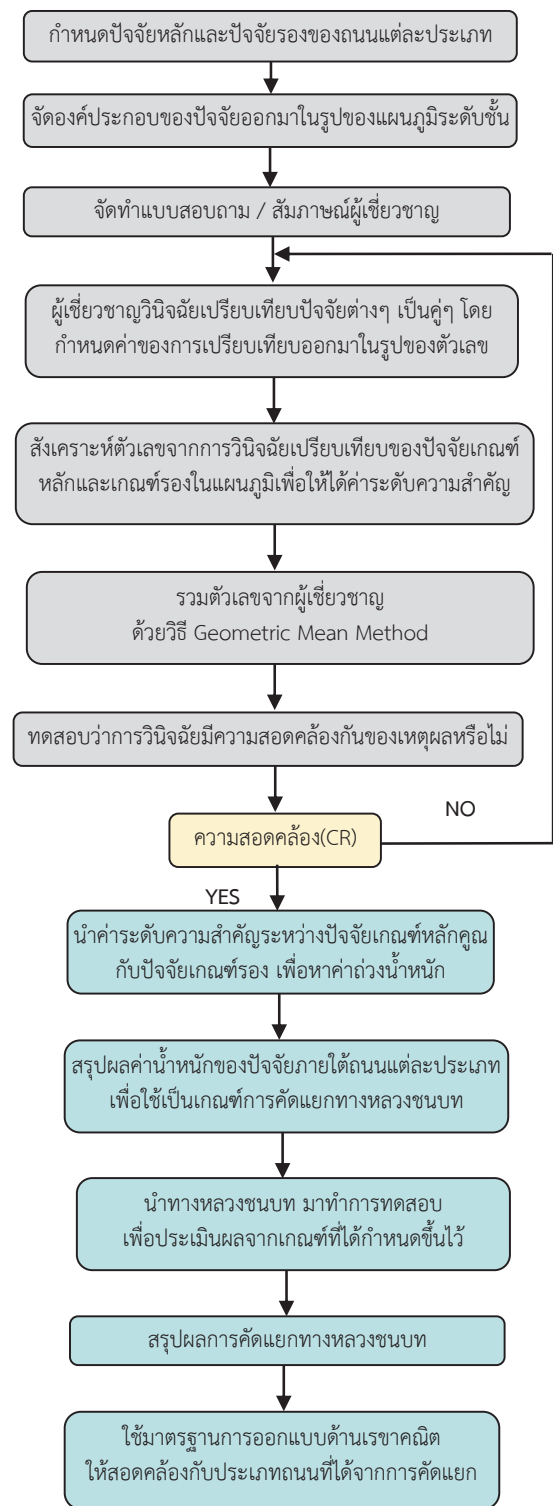 กำหนดปัจจัยหลักและปัจจัยรองของถนนแต่ละประเภท
จัดองค์ประกอบของปัจจัยออกมาในรูปของแผนภูมิระดับชั้น
จัดทำแบบสอบถาม / สัมภาษณ์ผู้เชี่ยวชาญ
ผู้เชี่ยวชาญวินิจฉัยเปรียบเทียบปัจจัยต่างๆ เป็นคู่ๆ โดย
กำหนดค่าของการเปรียบเทียบออกมาในรูปของตัวเลข
สังเคราะห์ตัวเลขจากการวินิจฉัยเปรียบเทียบของปัจจัยเกณฑ์
หลักและเกณฑ์รองในแผนภูมิเพื่อให้ได้ค่าระดับความสำคัญ
รวมตัวเลขจากผู้เชี่ยวชาญ
ด้วยวิธี Geometric Mean Method
ทดสอบว่าการวินิจฉัยมีความสอดคล้องกันของเหตุผลหรือไม่
NO
ความสอดคล้อง(CR)
YES
นำค่าระดับความสำคัญระหว่างปัจจัยเกณฑ์หลักคูณ
กับปัจจัยเกณฑ์รอง เพื่อหาค่าถ่วงน้ำหนัก
สรุปผลค่าน้ำหนักของปัจจัยภายใต้ถนนแต่ละประเภท
เพื่อใช้เป็นเกณฑ์การคัดแยกทางหลวงชนบท
นำทางหลวงชนบท มาทำการทดสอบ
เพื่อประเมินผลจากเกณฑ์ที่ได้กำหนดขึ้นไว้
สรุปผลการคัดแยกทางหลวงชนบท
ใช้มาตรฐานการออกแบบด้านเรขาคณิต
ให้สอดคล้องกับประเภทถนนที่ได้จากการคัดแยก